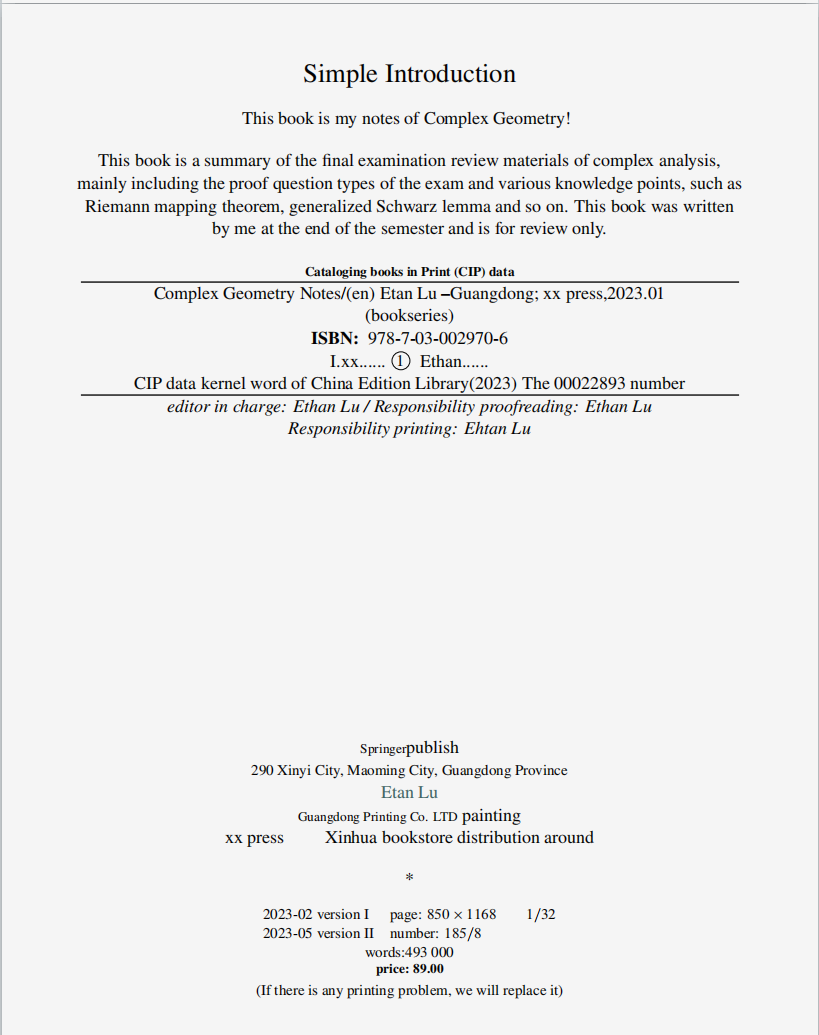 Simple Introduction
This book is my notes of Complex Geometry!
This book is a summary of the final examination review materials of complex analysis,
mainly including the proof question types of the exam and various knowledge points, such as
Riemann mapping theorem, generalized Schwarz lemma and so on. This book was written
by me at the end of the semester and is for review only.
Cataloging books in Print (CIP) data
Complex Geometry Notes/(en) Etan Lu –Guangdong; xx press,2023.01
(bookseries)
ISBN: 978-7-03-002970-6
I.xx...... ① Ethan......
CIP data kernel word of China Edition Library(2023) The 00022893 number
editor in charge: Ethan Lu / Responsibility proofreading: Ethan Lu
Responsibility printing: Ehtan Lu
Springerpublish
290 Xinyi City, Maoming City, Guangdong Province
Etan Lu
Guangdong Printing Co. LTD painting
xx press Xinhua bookstore distribution around
*
2023-02 version I page: 850 × 1168 1/32
2023-05 version II number: 185/8
words:493 000
price: 89.00
(If there is any printing problem, we will replace it)